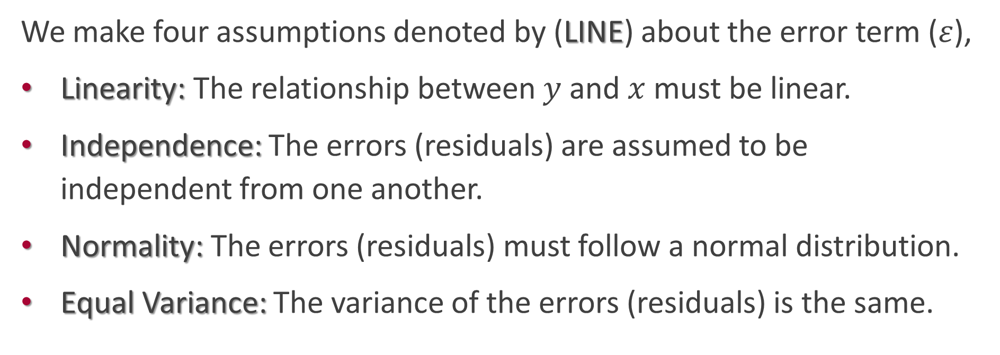 We make four assumptions denoted by (LINE) about the error term (ε),
• Linearity: The relationship between y and x must be linear.
• Independence: The errors (residuals) are assumed to be
independent from one another.
• Normality: The errors (residuals) must follow a normal distribution.
• Equal Variance: The variance of the errors (residuals) is the same.